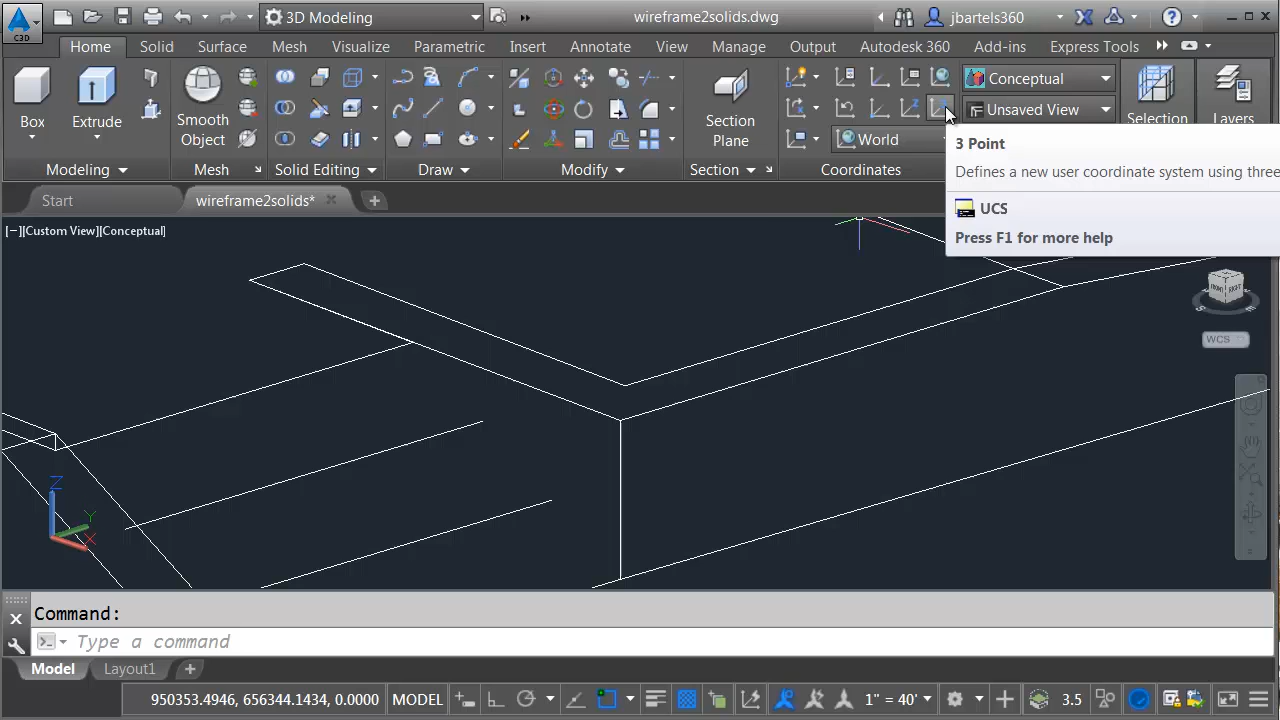 3D Modeling
wireframe2solids.dwg
jbartels360
C3D
Home
Solid
Surface
Mesh
Visualize
Parametric
Insert
Annotate
View
Manage
Output
Autodesk 360
Add-ins
Express Tools
Box
Extrude
Smooth
Object
Section
Plane
Conceptual
Unsaved View
World
Selection
Layers
Modeling
Mesh
Solid Editing
Draw
Modify
Section
Coordinates
3 Point
Defines a new user coordinate system using three
UCS
Press F1 for more help
Start
wireframe2solids*
[−][Custom View][Conceptual]
FRONT
RIGHT
S
E
WCS
Z
Y
X
Command:
Type a command
Model
Layout1
950353.4946, 656344.1434, 0.0000
MODEL
1" = 40'
3.5